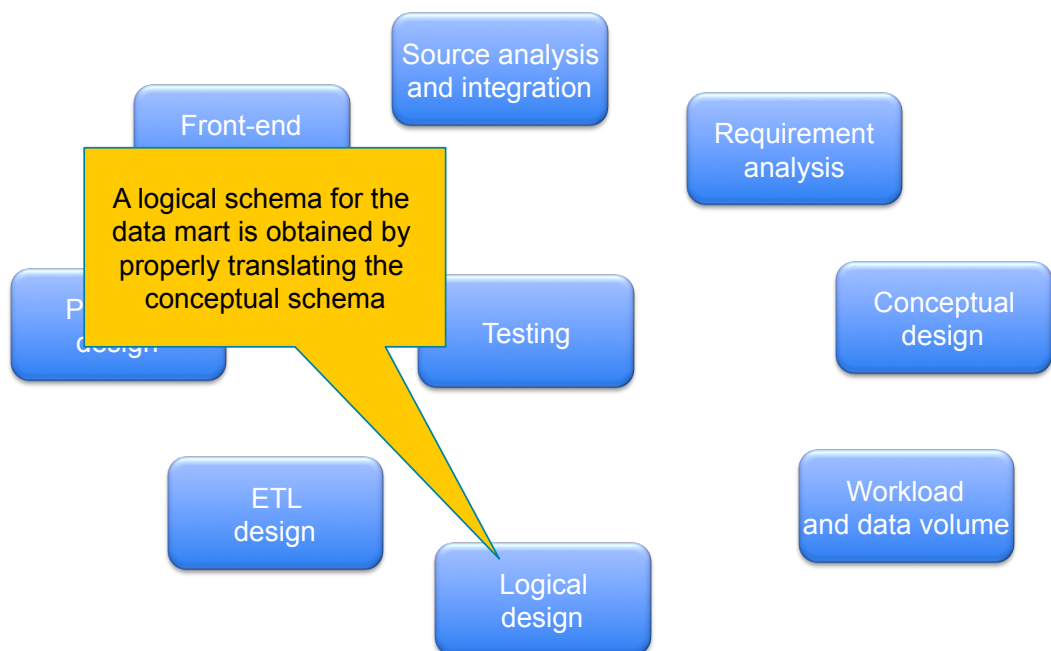 Source analysis
and integration
Front-end
Requirement
analysis
A logical schema for the
data mart is obtained by
properly translating the
conceptual schema
design
Testing
Conceptual
design
ETL
design
Workload
and data volume
Logical
design